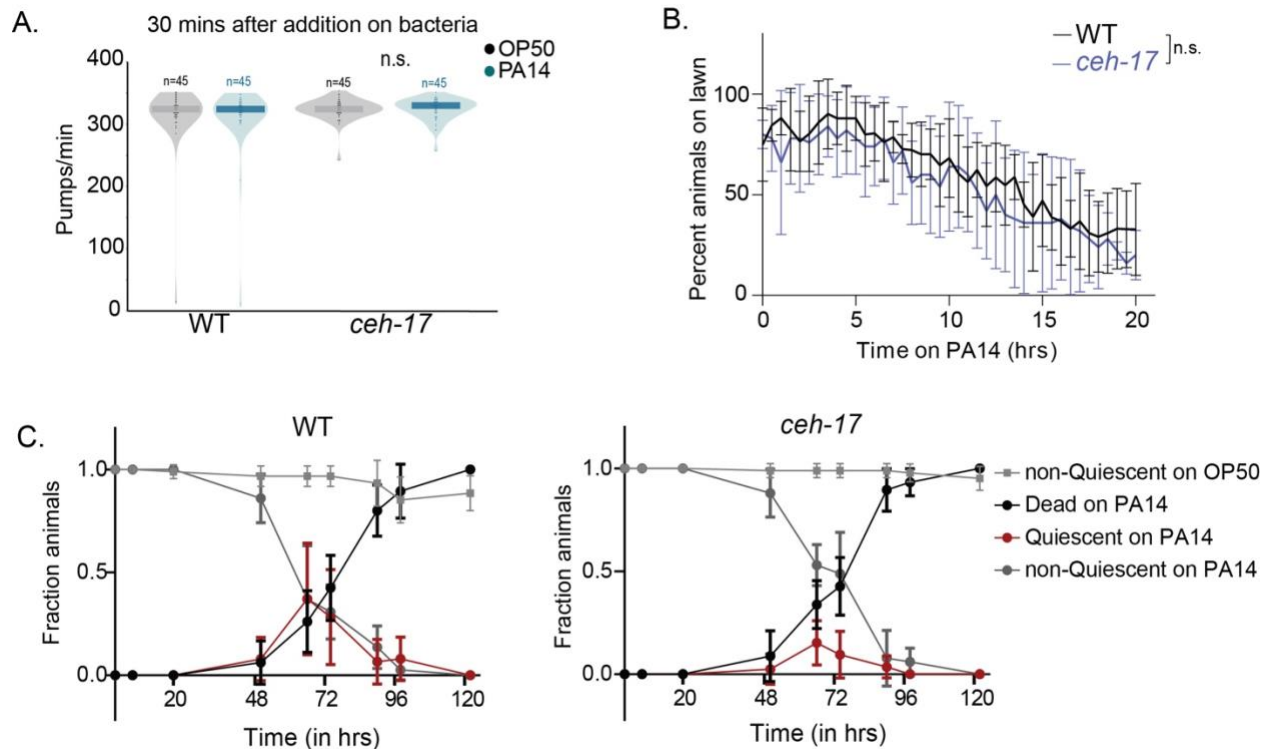 A.
30 mins after addition on bacteria
OP50
PA14
n.s.
n=45 n=45 n=45 n=45
400
300
200
100
0
Pumps/min
WT ceh-17
B.
WT
ceh-17
n.s.
100
50
0
Percent animals on lawn
0 5 10 15 20
Time on PA14 (hrs)
C.
WT
1.0
0.5
0.0
Fraction animals
20 48 72 96 120
Time (in hrs)
ceh-17
1.0
0.5
0.0
Fraction animals
20 48 72 96 120
Time (in hrs)
non-Quiescent on OP50
Dead on PA14
Quiescent on PA14
non-Quiescent on PA14